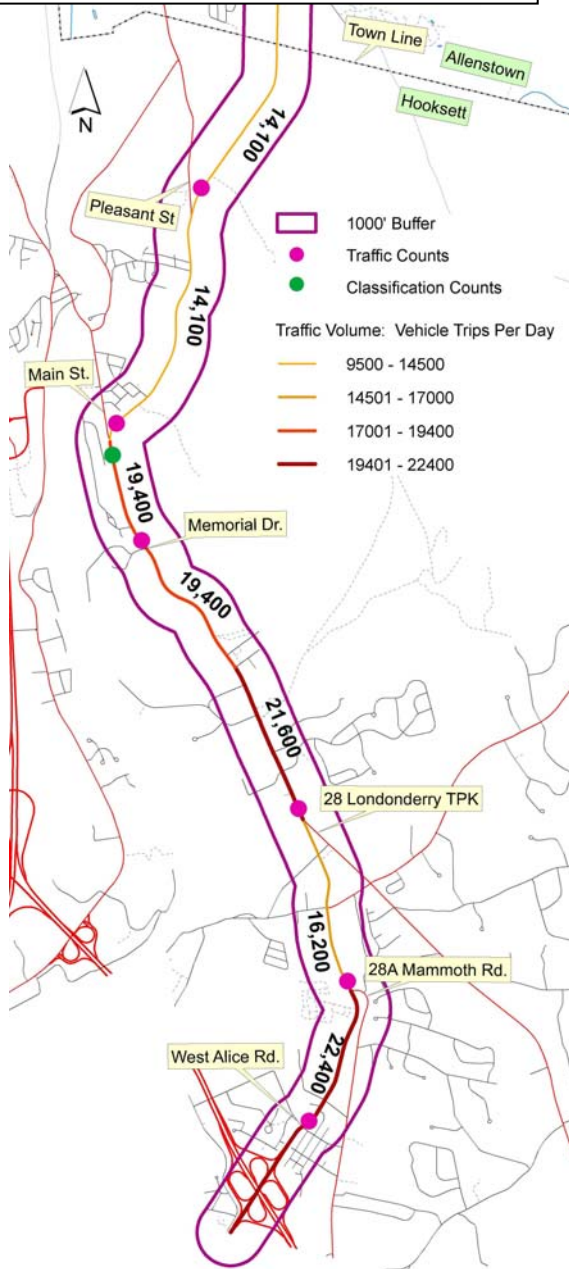 Town Line
Allenstown
Hooksett
N
14,100
Pleasant St
1000' Buffer
Traffic Counts
Classification Counts
14,100
Traffic Volume: Vehicle Trips Per Day
9500 - 14500
14501 - 17000
17001 - 19400
19401 - 22400
Main St.
19,400
Memorial Dr.
19,400
21,600
28 Londonderry TPK
16,200
28A Mammoth Rd.
22,400
West Alice Rd.